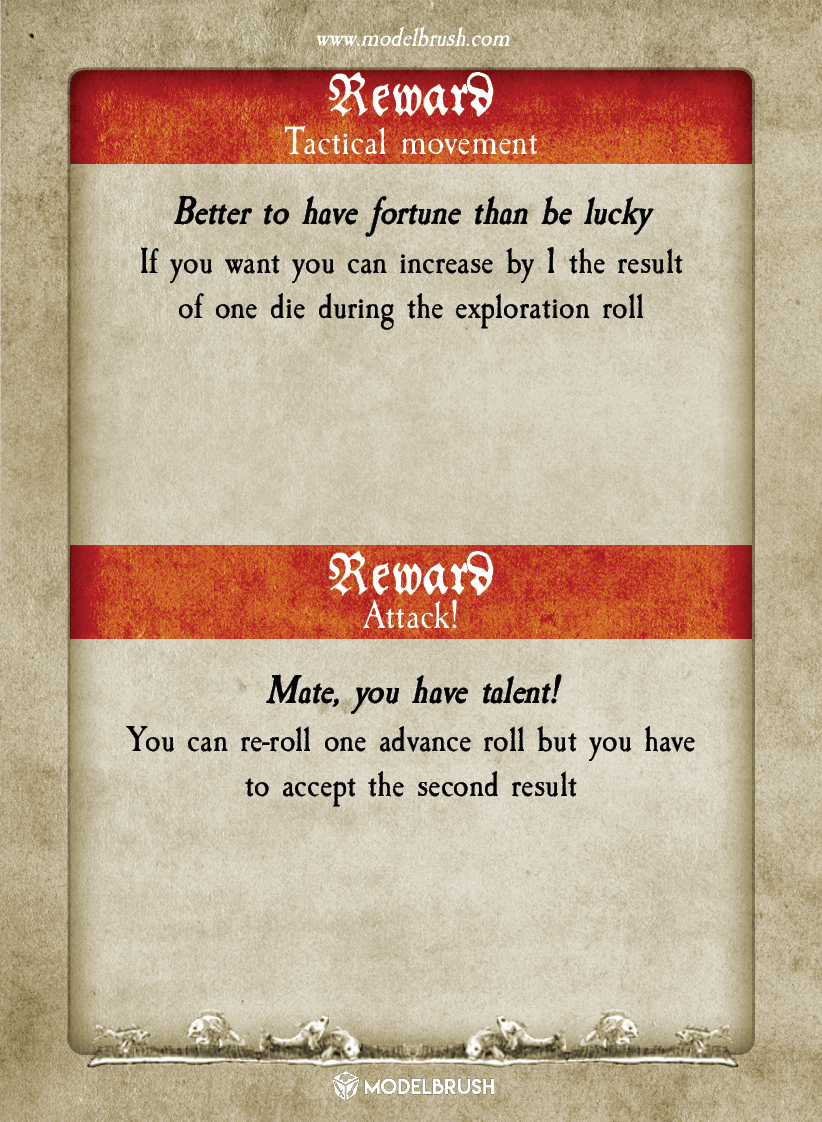 www.modelbrush.com
Reward
Tactical movement
Better to have fortune than be lucky
If you want you can increase by 1 the result
of one die during the exploration roll
Reward
Attack!
Mate, you have talent!
You can re-roll one advance roll but you have
to accept the second result
MODELBRUSH